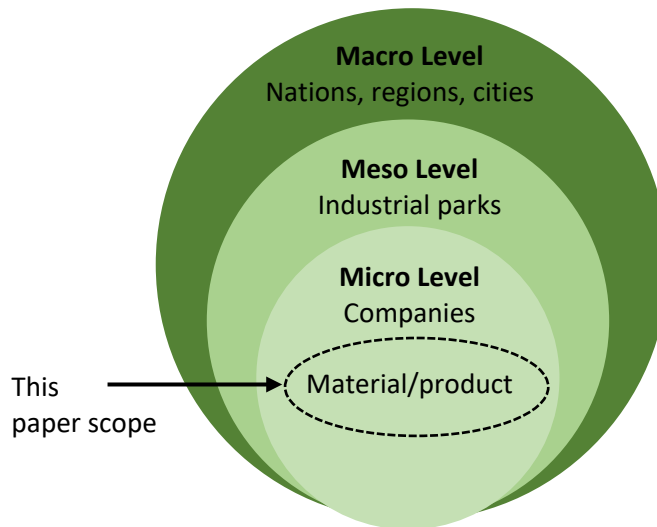 Macro Level
Nations, regions, cities
Meso Level
Industrial parks
Micro Level
Companies
Material/product
This
paper scope